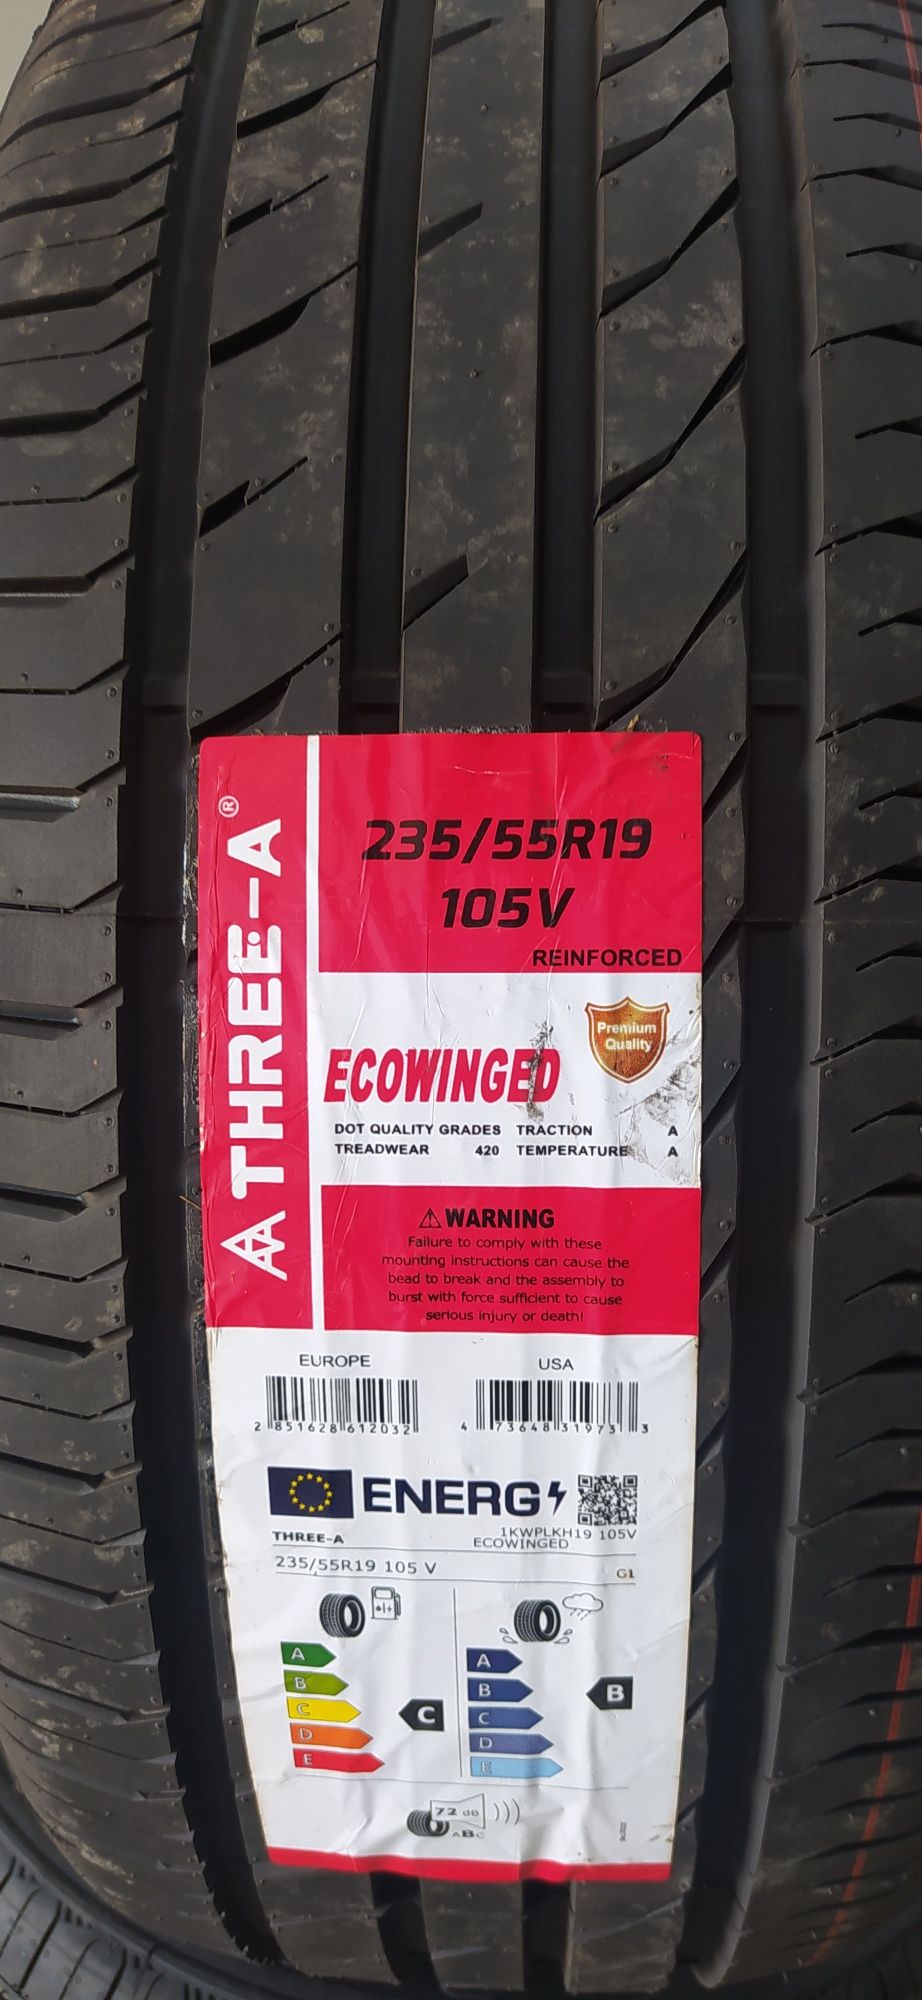 THREE-A®
235/55R19
105V
REINFORCED
Premium
Quality
ECOWINGED
DOT QUALITY GRADES TRACTION A
TREADWEAR 420 TEMPERATURE A
⚠ WARNING
Failure to comply with these
mounting instructions can cause the
bead to break and the assembly to
burst with force sufficient to cause
serious injury or death!
EUROPE
USA
2 851628 612032
4 73648 31973 3
ENERG
THREE-A
1KWPLKH19 105V
ECOWINGED
235/55R19 105 V
G1
A
B
C
D
E
C
A
B
C
D
E
B
72 dB
ABC